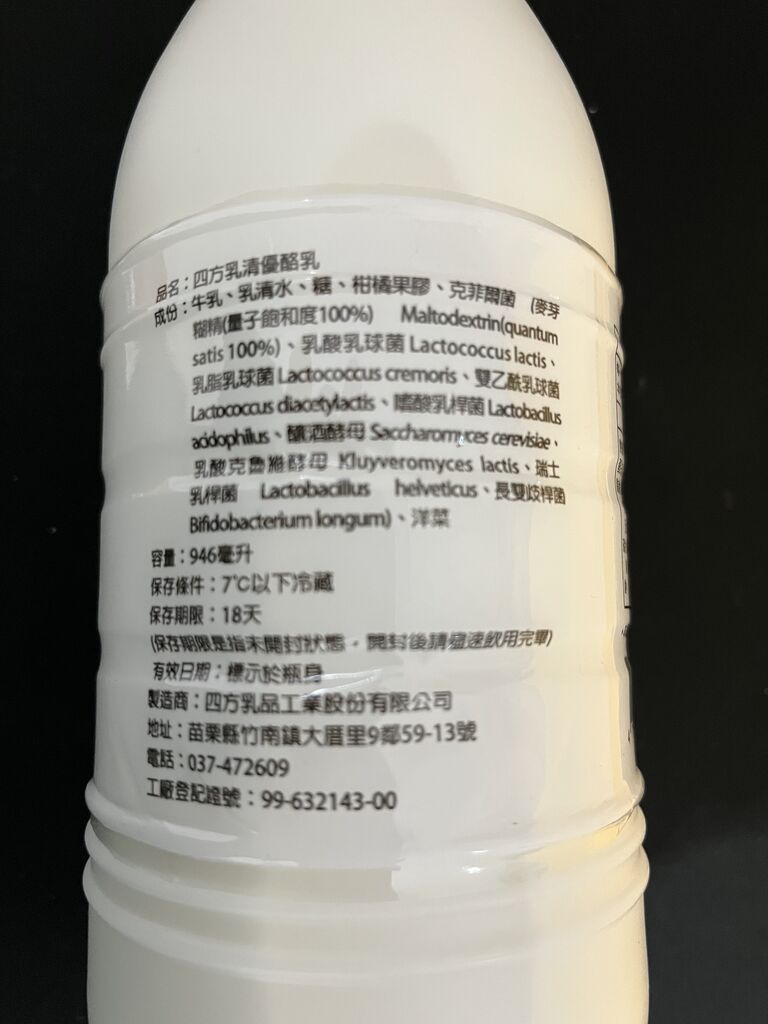 品名：四方乳清優酪乳
成份：牛乳、乳清水、糖、柑橘果膠、克菲爾菌 (麥芽
糊精(量子飽和度100%) Maltodextrin(quantum
satis 100%)、乳酸乳球菌 Lactococcus lactis、
乳脂乳球菌 Lactococcus cremoris、雙乙酰乳球菌
Lactococcus diacetylactis、嗜酸乳桿菌 Lactobacillus
acidophilus、釀酒酵母 Saccharomyces cerevisiae、
乳酸克魯維酵母 Kluyveromyces lactis、瑞士
乳桿菌 Lactobacillus helveticus、長雙歧桿菌
Bifidobacterium longum)、洋菜
容量：946毫升
保存條件：7℃以下冷藏
保存期限：18天
(保存期限是指未開封狀態，開封後請儘速飲用完畢)
有效日期：標示於瓶身
製造商：四方乳品工業股份有限公司
地址：苗栗縣竹南鎮大厝里9鄰59-13號
電話：037-472609
工廠登記證號：99-632143-00